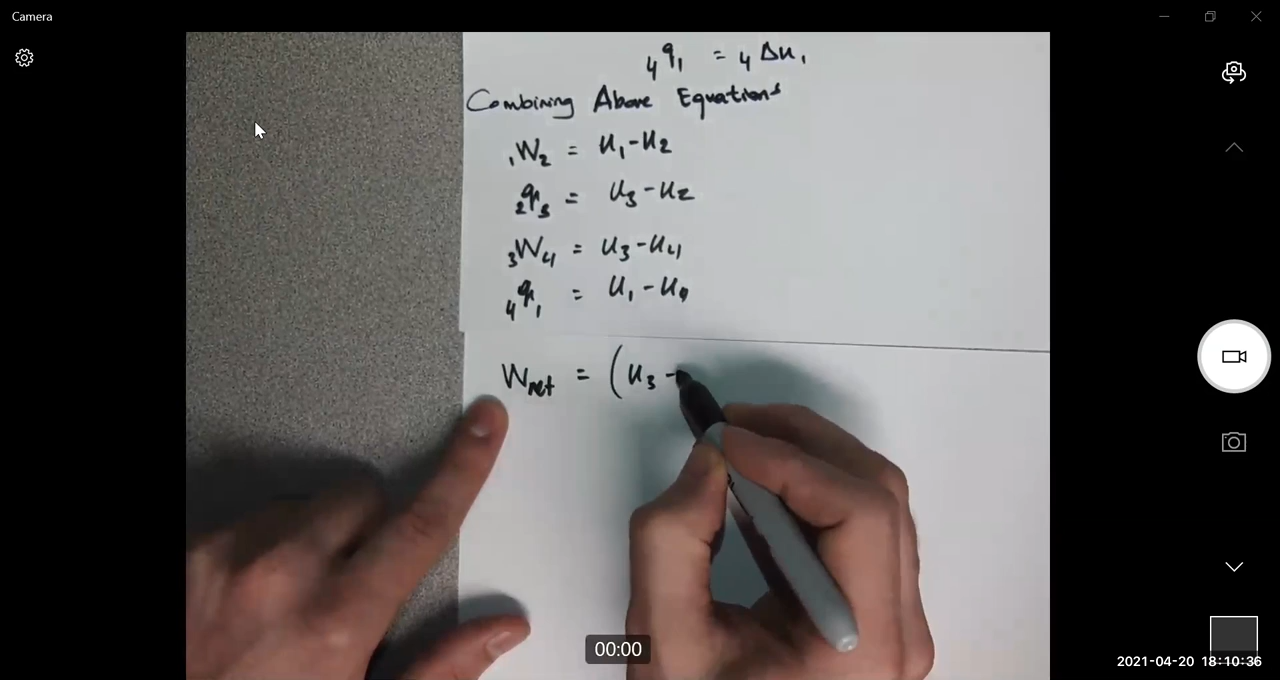 Camera
₄q₁ = ₄Δu₁
Combining Above Equations
₁W₂ = u₁-u₂
₂q₃ = u₃-u₂
₃W₄ = u₃-u₄
₄q₁ = u₁-u₄
Wnet = (u₃-
00:00
2021-04-20 18:10:36